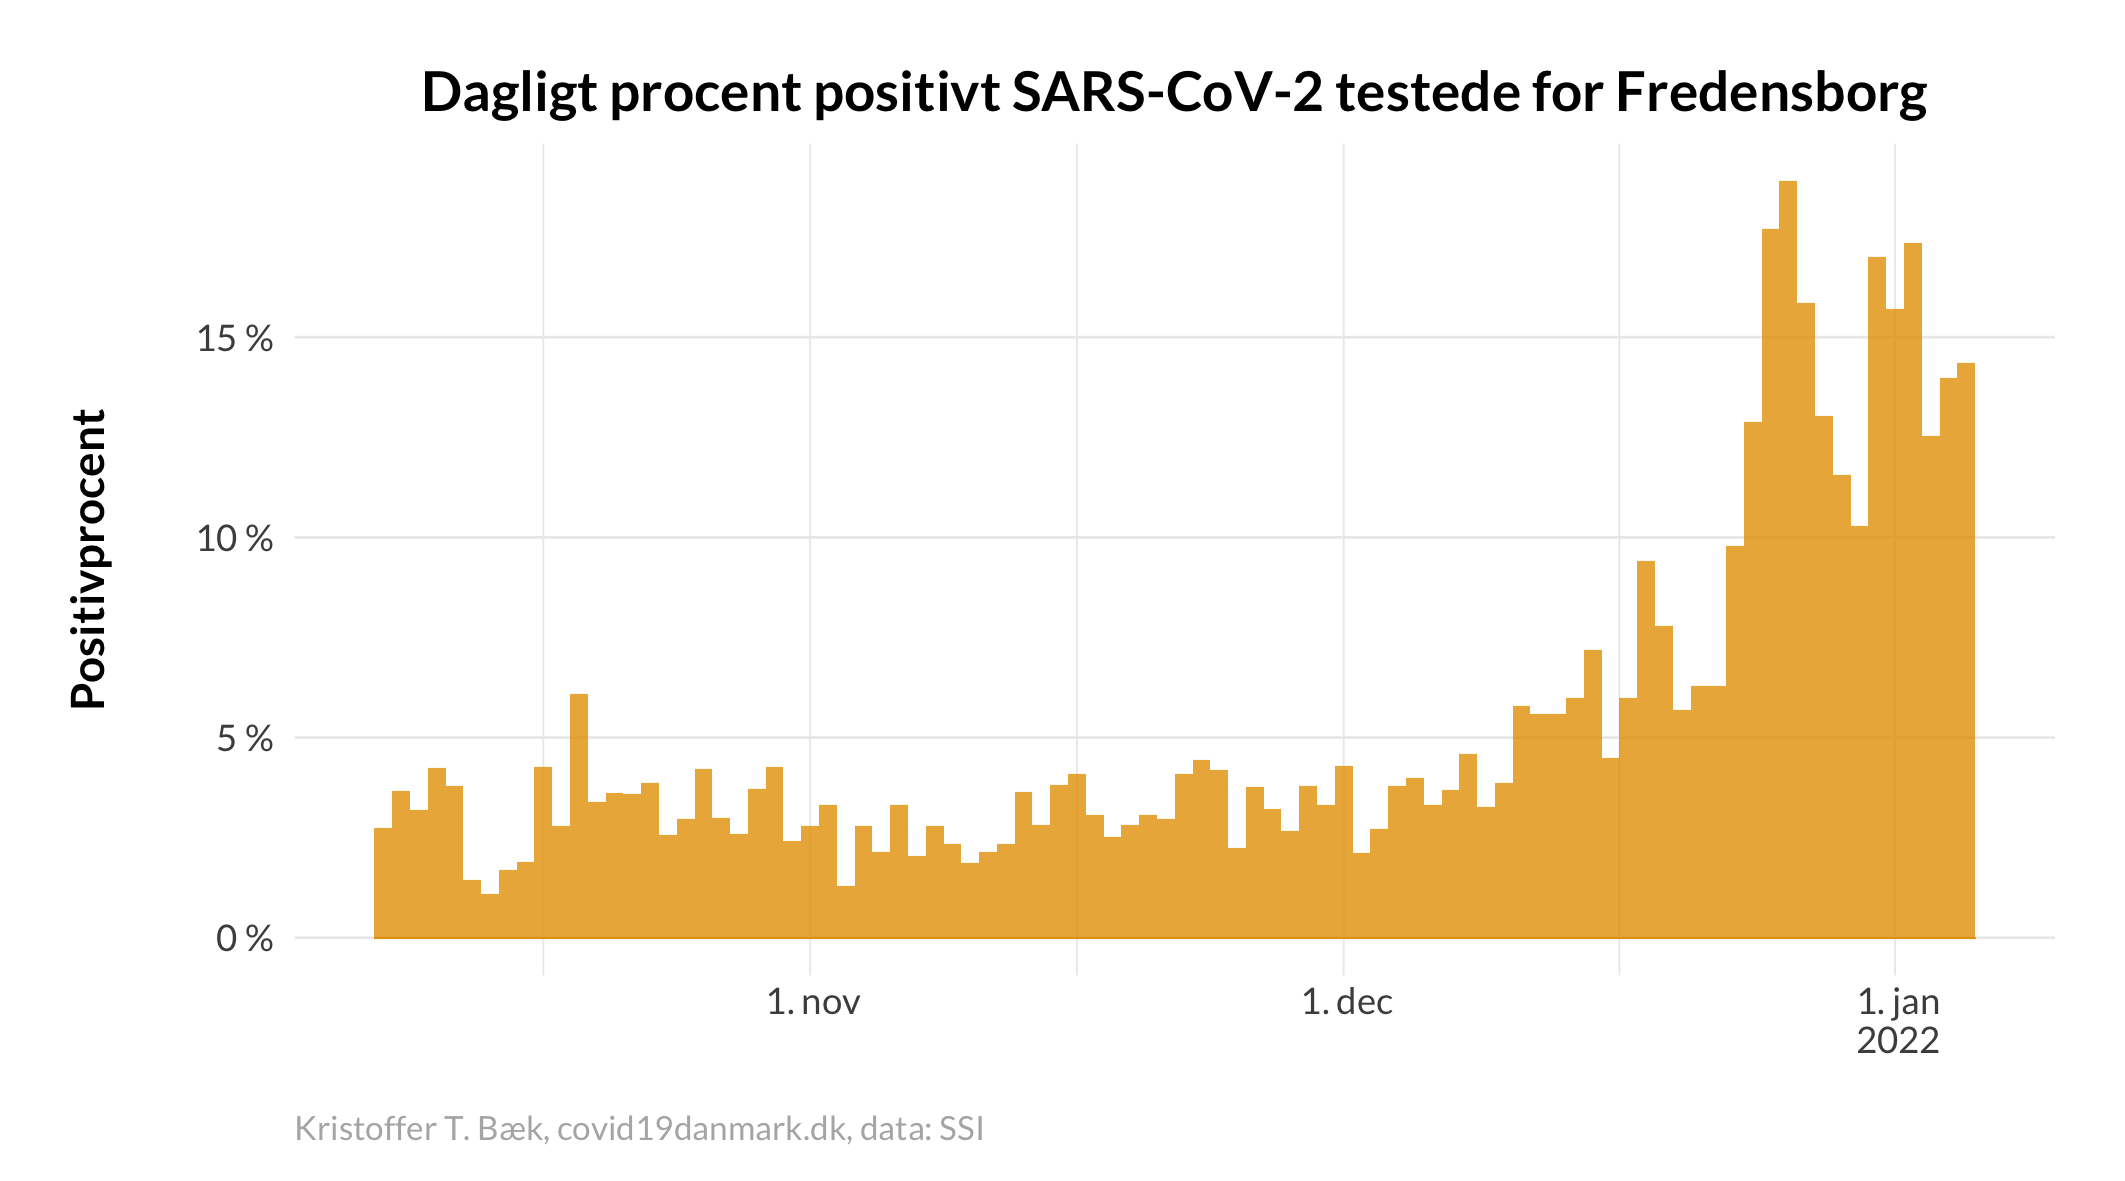 Dagligt procent positivt SARS-CoV-2 testede for Fredensborg
Positivprocent
15 %
10 %
5 %
0 %
1. nov
1. dec
1. jan
2022
Kristoffer T. Bæk, covid19danmark.dk, data: SSI